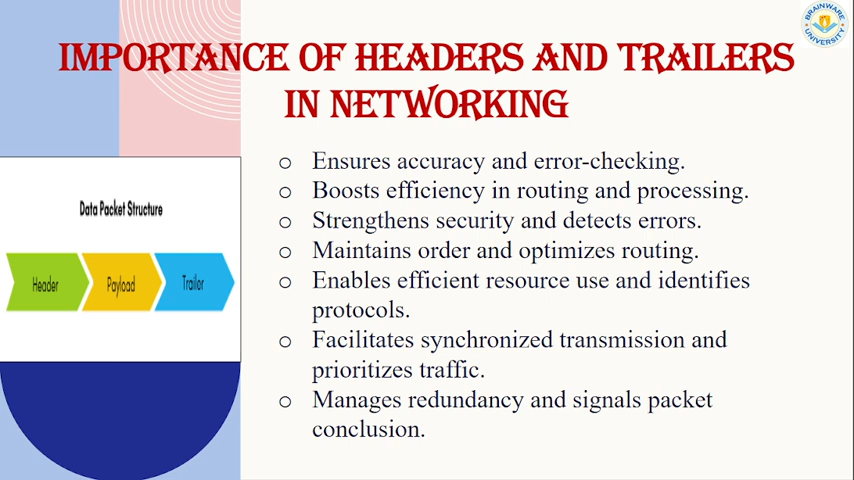 BRAINWARE
UNIVERSITY
IMPORTANCE OF HEADERS AND TRAILERS
IN NETWORKING
Data Packet Structure
Header
Payload
Trailer
o Ensures accuracy and error-checking.
o Boosts efficiency in routing and processing.
o Strengthens security and detects errors.
o Maintains order and optimizes routing.
o Enables efficient resource use and identifies
protocols.
o Facilitates synchronized transmission and
prioritizes traffic.
o Manages redundancy and signals packet
conclusion.